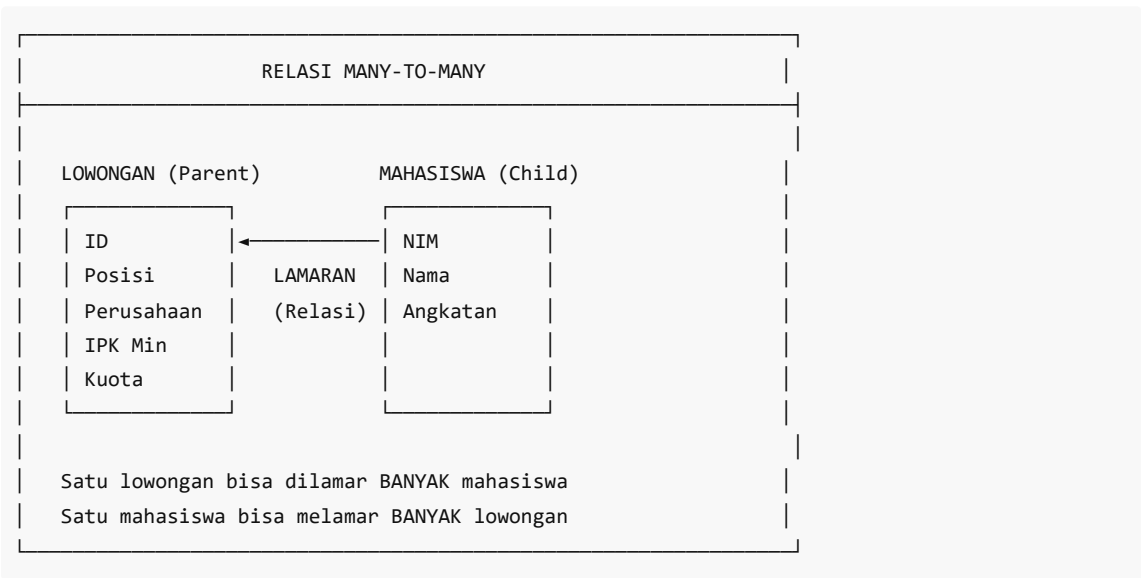 RELASI MANY-TO-MANY
LOWONGAN (Parent) MAHASISWA (Child)
ID NIM
Posisi LAMARAN Nama
Perusahaan (Relasi) Angkatan
IPK Min
Kuota
Satu lowongan bisa dilamar BANYAK mahasiswa
Satu mahasiswa bisa melamar BANYAK lowongan